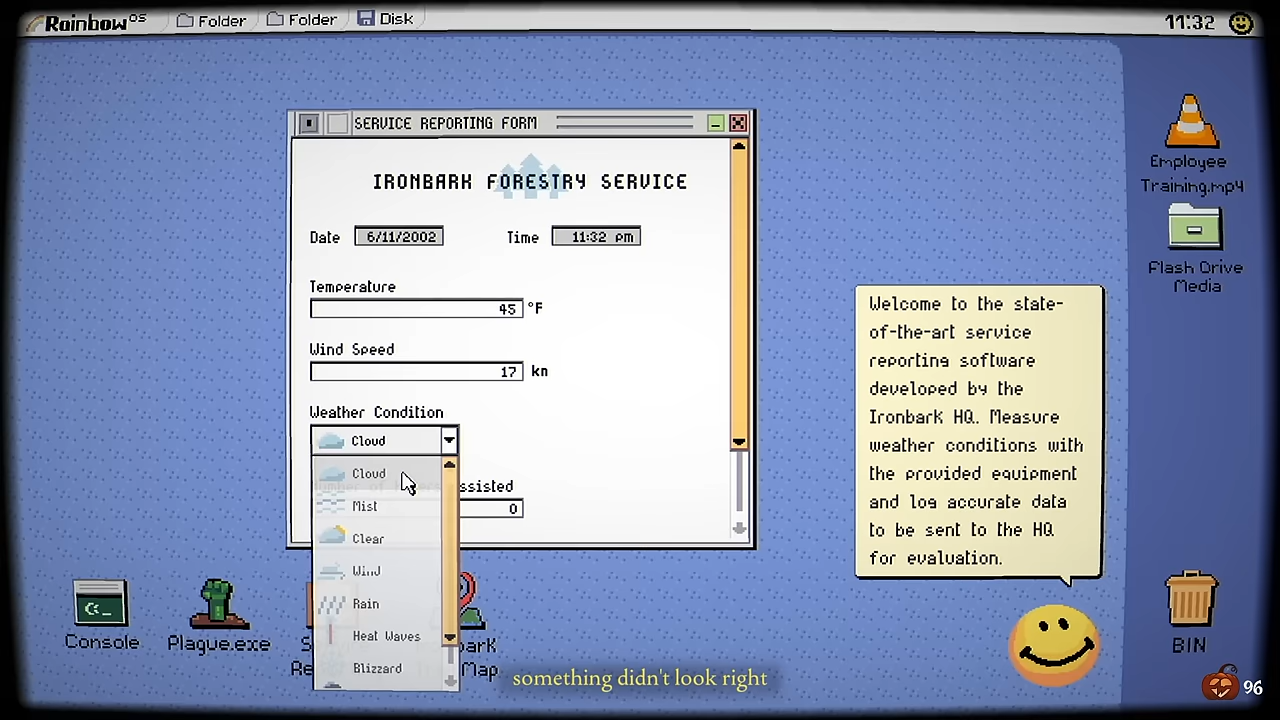 RainbowOS
Folder
Folder
Disk
11:32
SERVICE REPORTING FORM
IRONBARK FORESTRY SERVICE
Date 6/11/2002 Time 11:32 pm
Temperature
45 °F
Wind Speed
17 kn
Weather Condition
Cloud
Cloud
Mist
Clear
Wind
Rain
Heat Waves
Blizzard
ssisted
0
Employee
Training.mp4
Flash Drive
Media
Welcome to the state-
of-the-art service
reporting software
developed by the
Ironbark HQ. Measure
weather conditions with
the provided equipment
and log accurate data
to be sent to the HQ
for evaluation.
Console
Plague.exe
Map
BIN
something didn't look right
96